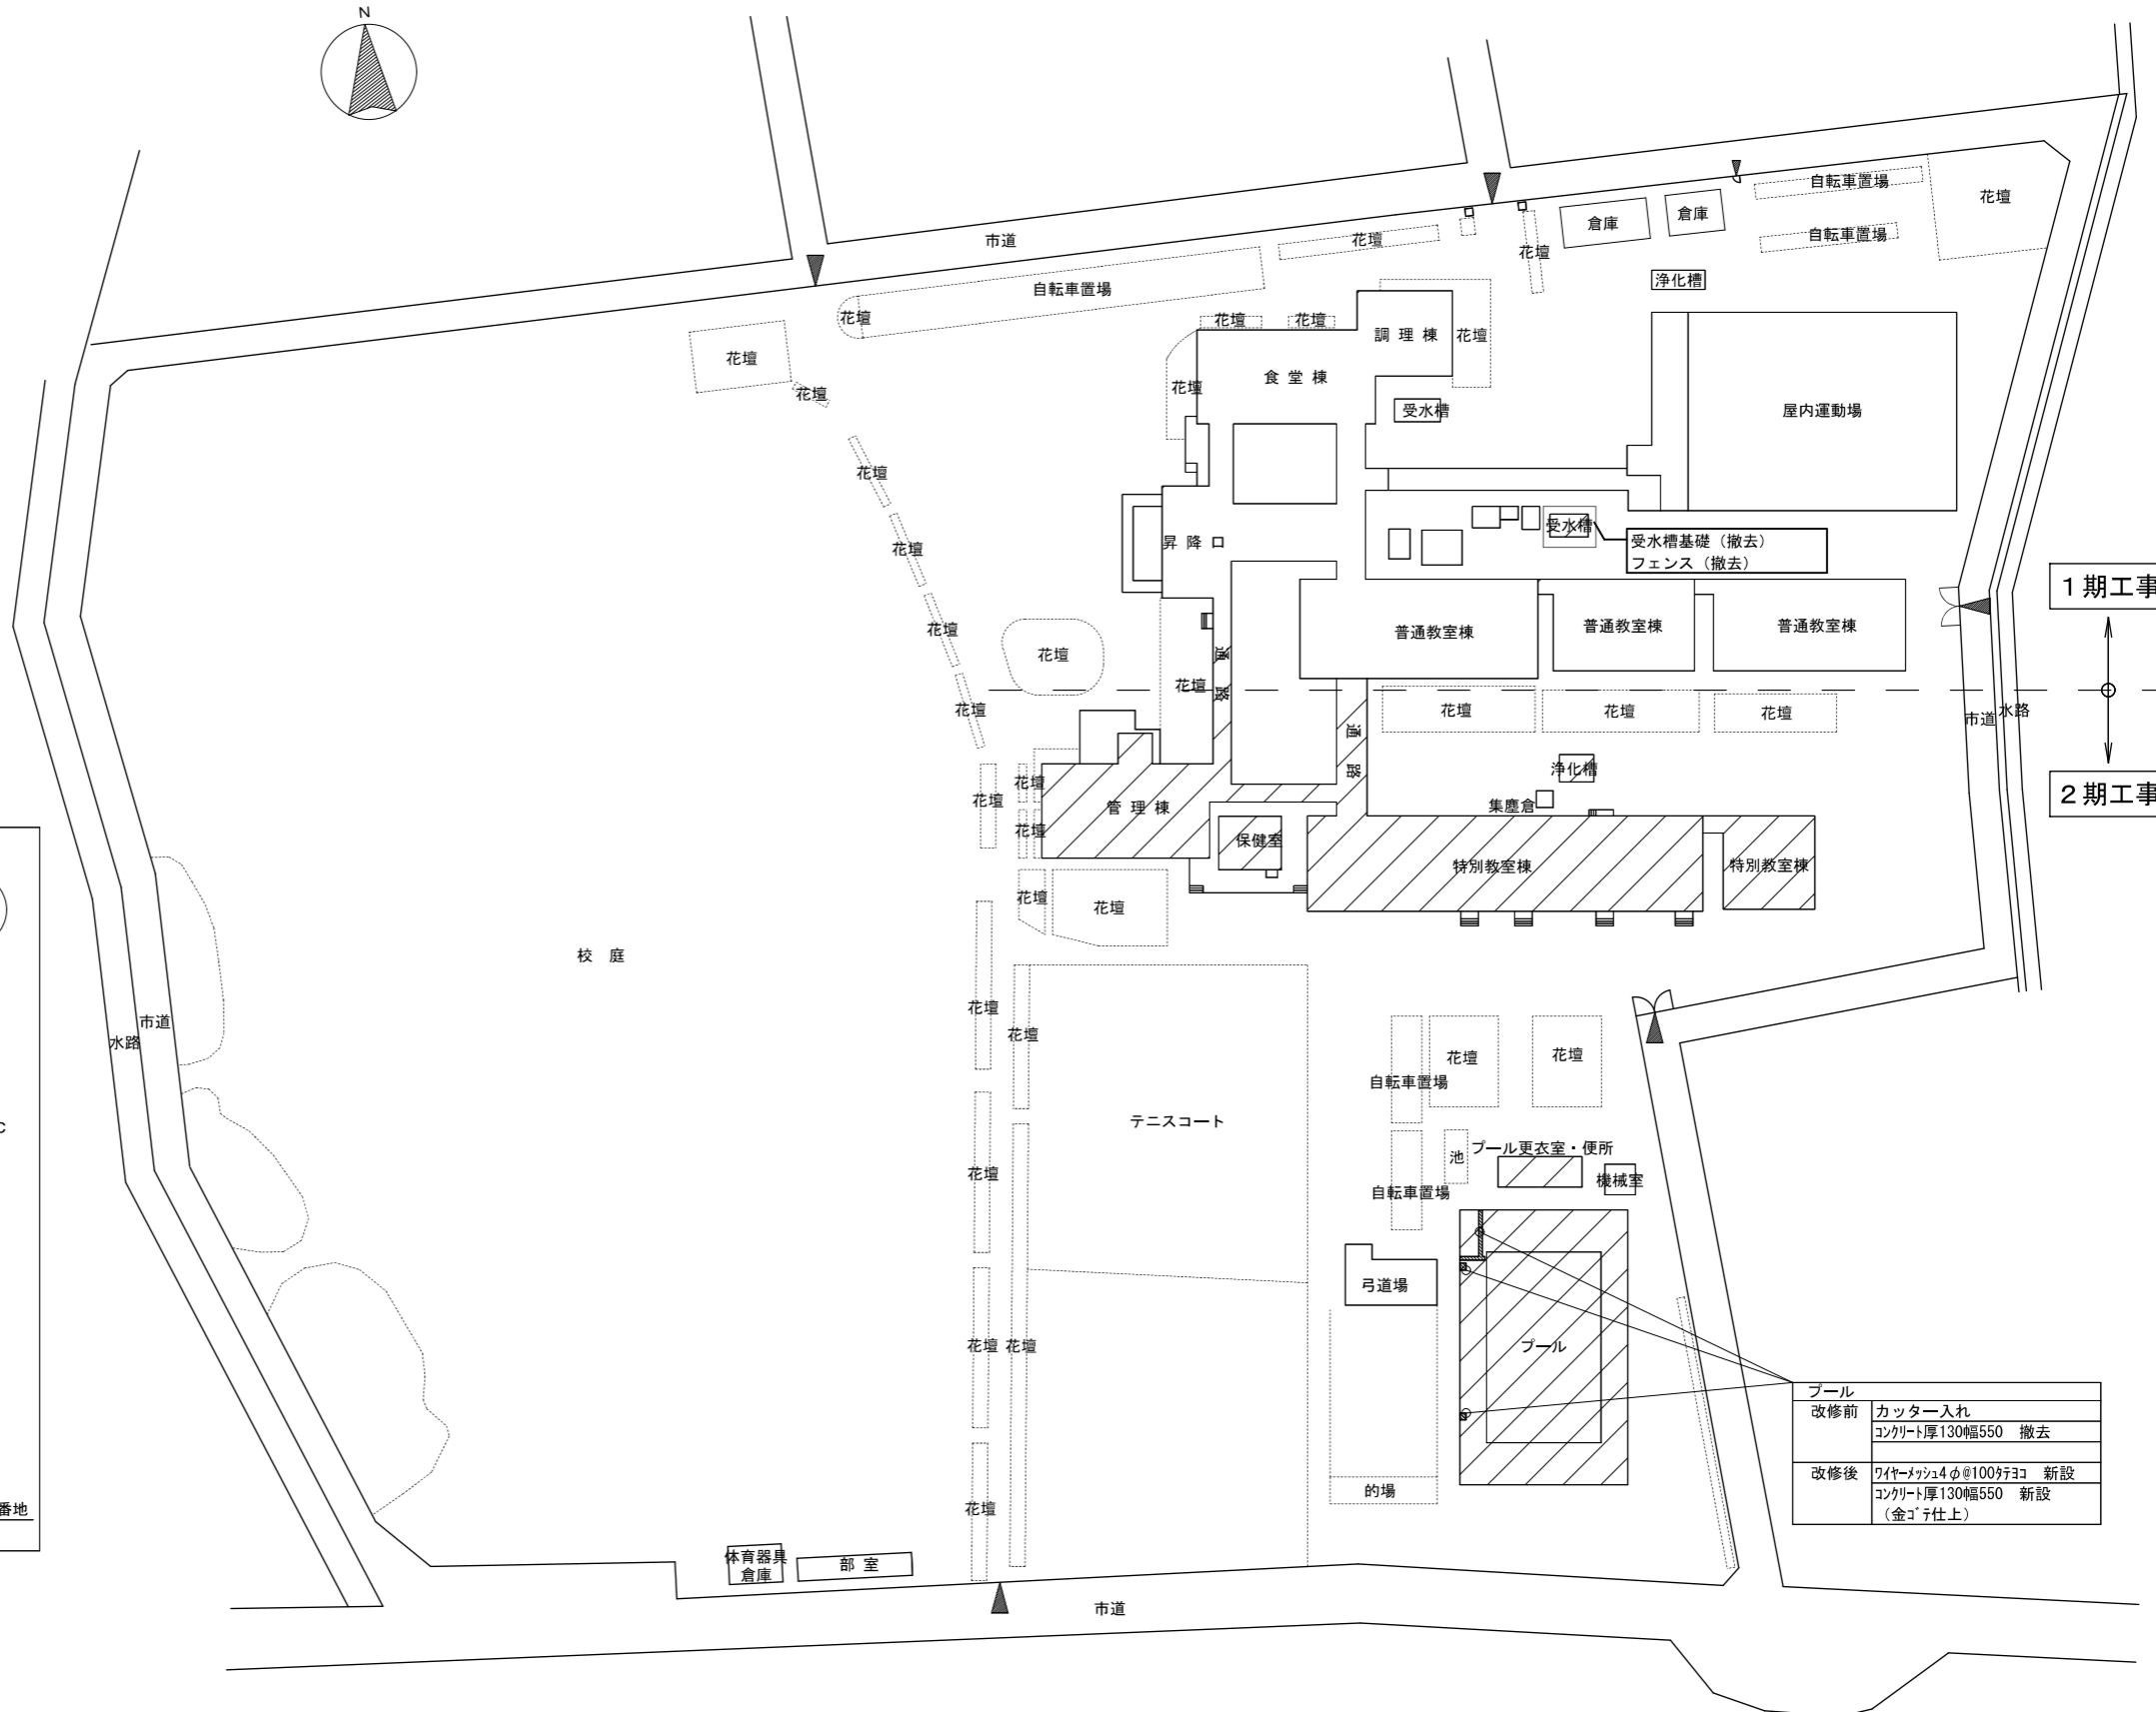 N
市道
自転車置場
花壇
花壇
花壇
倉庫
倉庫
自転車置場
自転車置場
花壇
浄化槽
花壇
花壇
花壇
花壇
花壇
調 理 棟
花壇
食 堂 棟
花壇
受水槽
屋内運動場
花壇
花壇
花壇
花壇
昇 降 口
受水槽
受水槽基礎（撤去）
フェンス（撤去）
1期工事
2期工事
普通教室棟
普通教室棟
普通教室棟
花壇
花壇
通路
通路
花壇
花壇
花壇
市道
水路
浄化槽
集塵倉
花壇
花壇
花壇
管 理 棟
保健室
特別教室棟
特別教室棟
花壇
花壇
校 庭
市道
水路
花壇
花壇
花壇
花壇
花壇
花壇
テニスコート
花壇
花壇
自転車置場
自転車置場
池
プール更衣室・便所
機械室
弓道場
プール
的場
プール
改修前
カッター入れ
コンクリート厚130幅550 撤去
改修後
ワイヤーメッシュ4φ@100タテヨコ 新設
コンクリート厚130幅550 新設
（金ゴテ仕上）
体育器具
倉庫
部 室
市道
C
番地